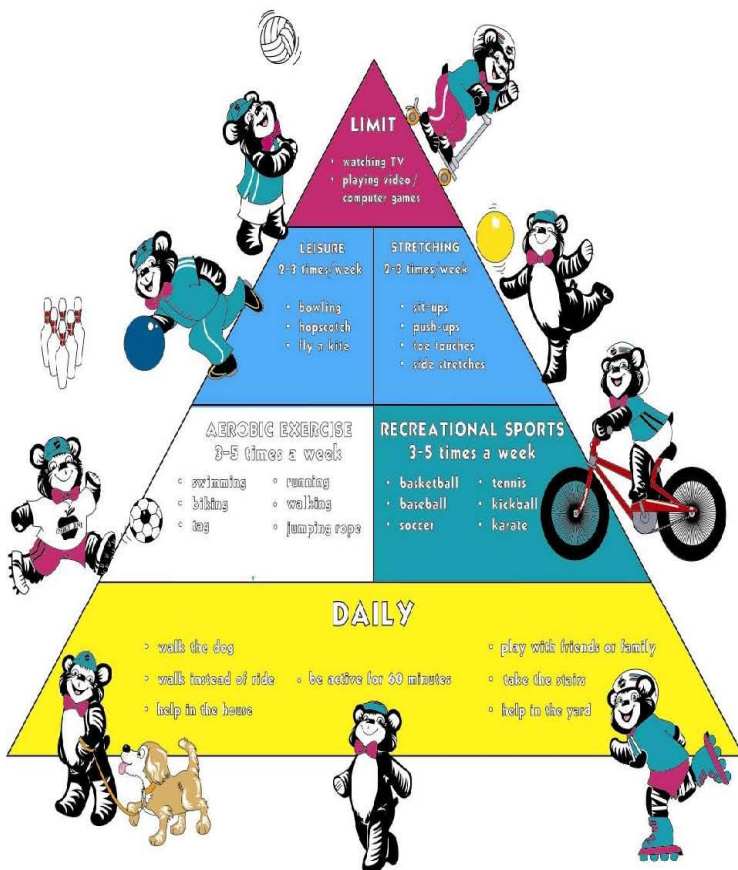 LIMIT
• watching TV
• playing video/
computer games
LEISURE
2-3 times/week
• bowling
• hopscotch
• fly a kite
STRETCHING
2-3 times/week
• sit-ups
• push-ups
• toe touches
• side stretches
AEROBIC EXERCISE
3-5 times a week
• swimming
• biking
• tag
• running
• walking
• jumping rope
RECREATIONAL SPORTS
3-5 times a week
• basketball
• baseball
• soccer
• tennis
• kickball
• karate
DAILY
• walk the dog
• walk instead of ride
• help in the house
• be active for 60 minutes
• play with friends or family
• take the stairs
• help in the yard